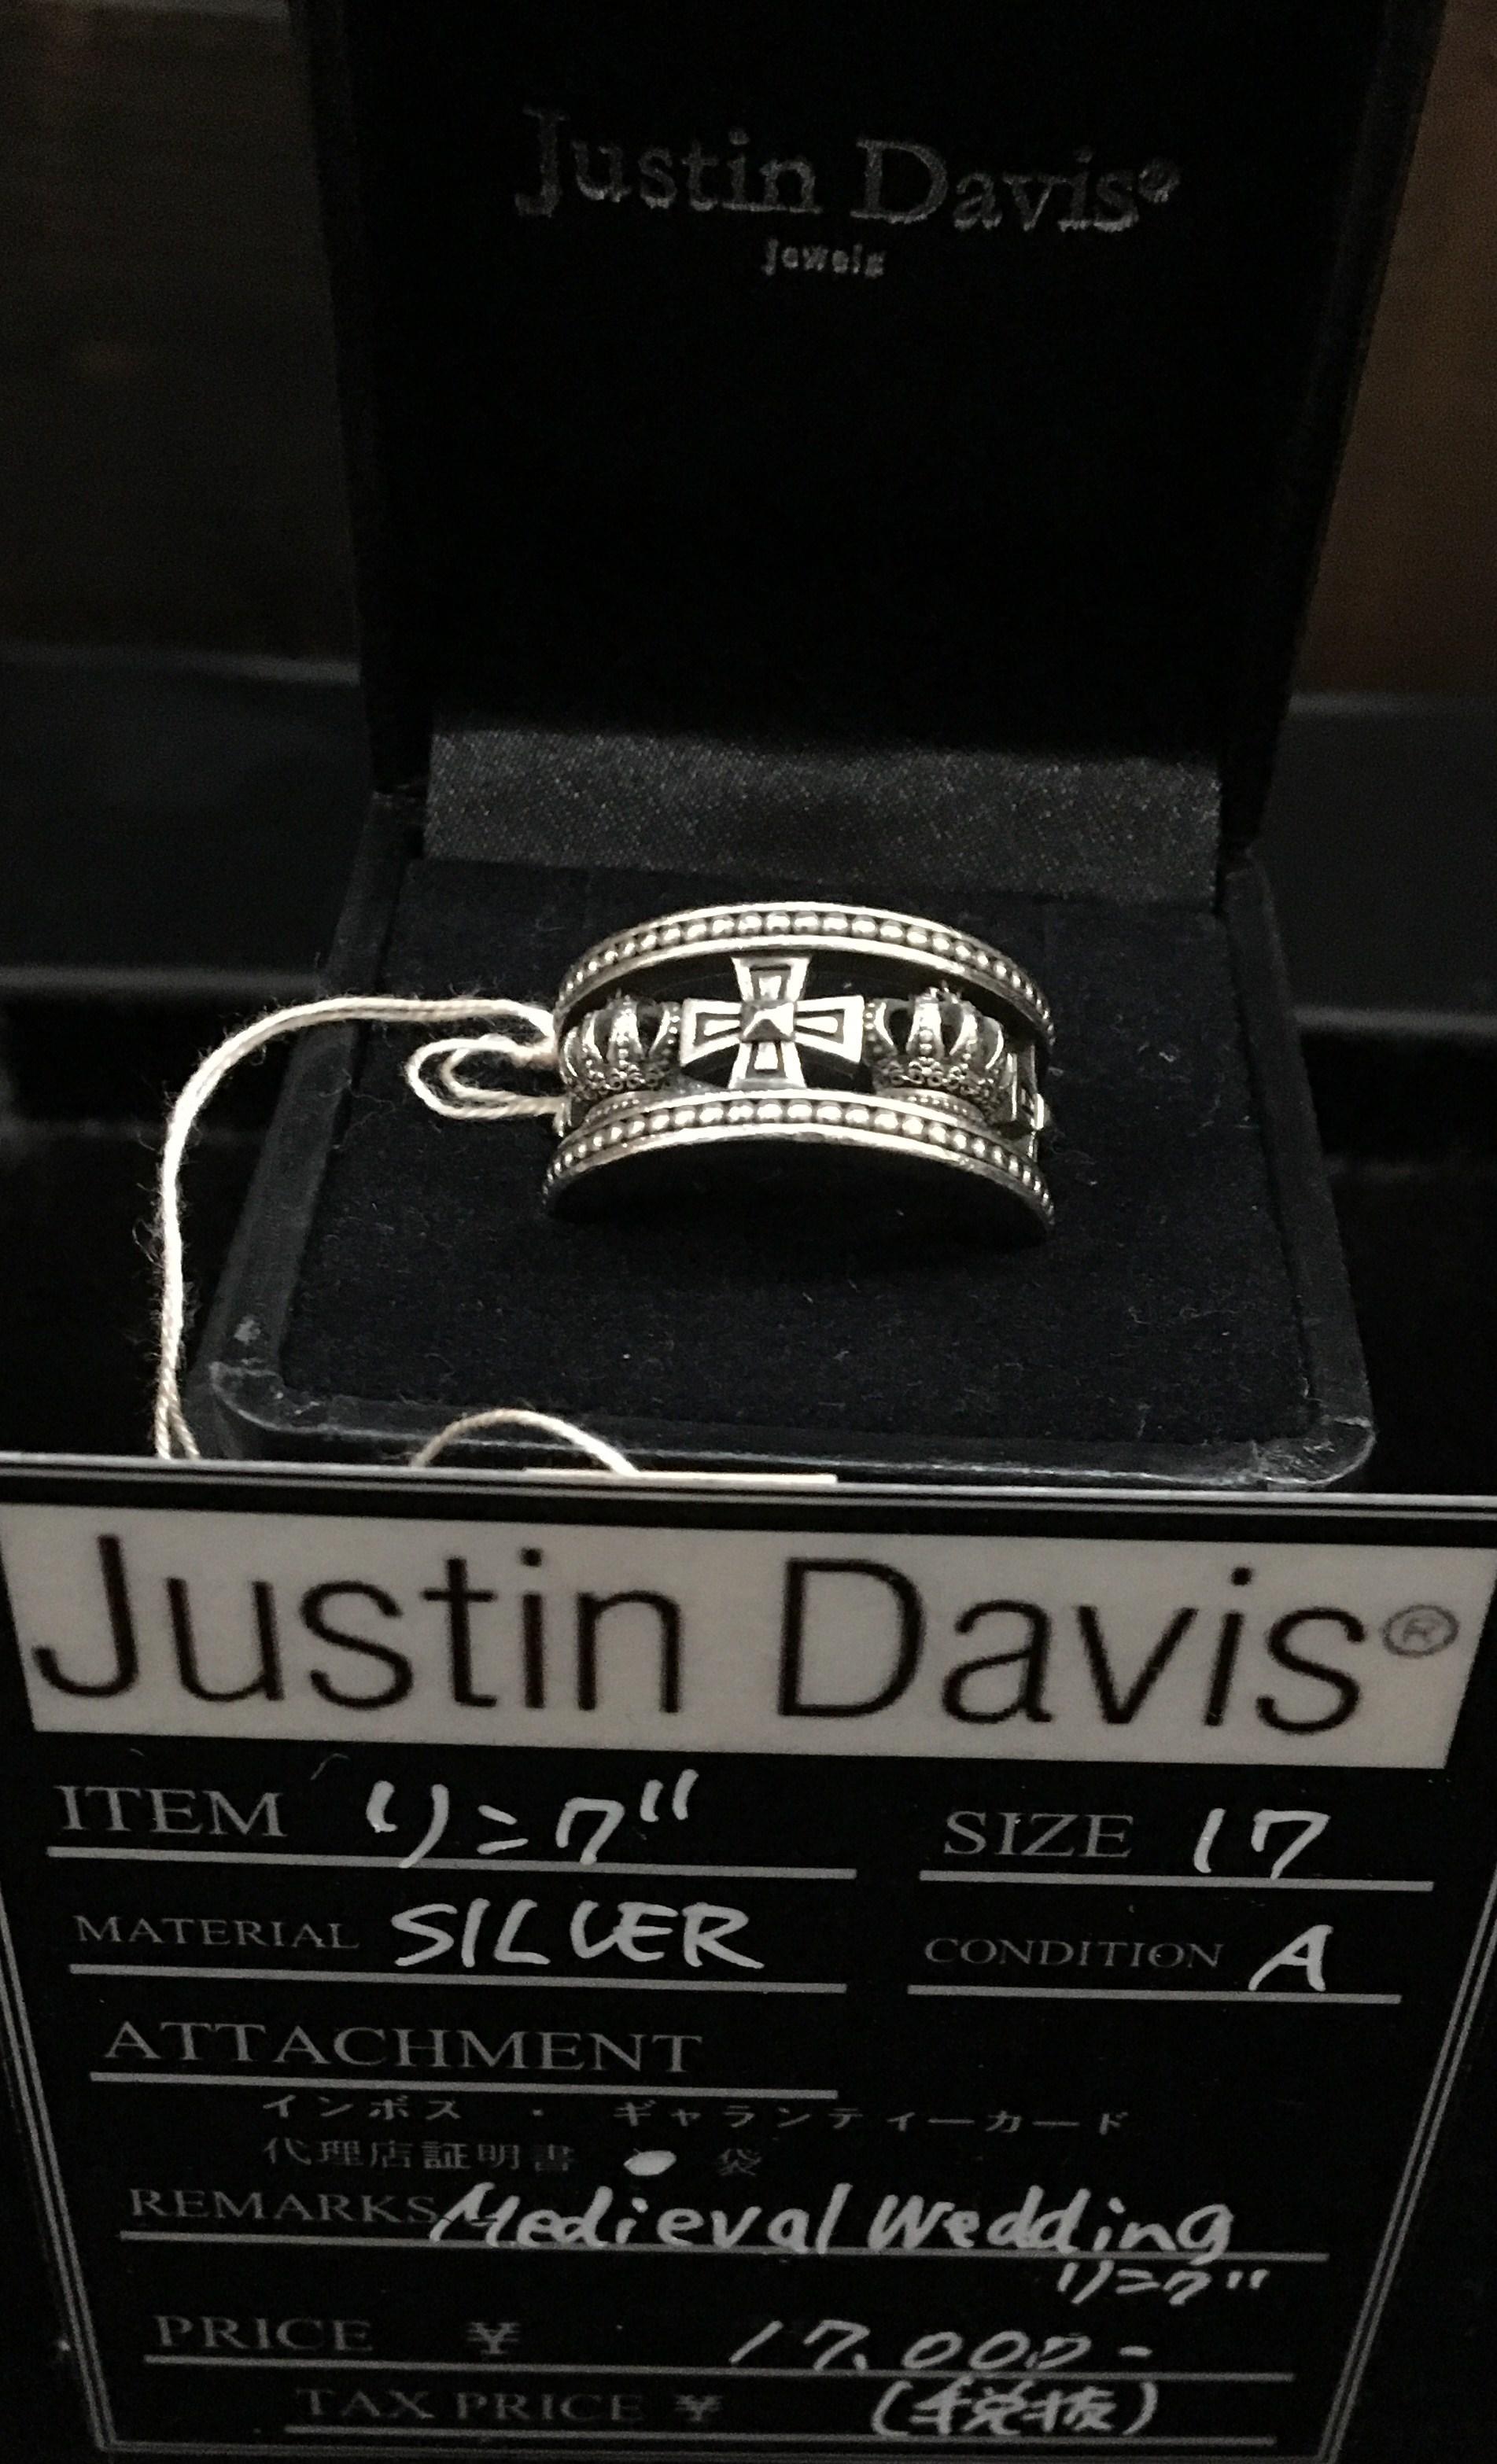 Justin Davis®
jewels
Justin Davis®
ITEM リング SIZE 17
MATERIAL SILVER CONDITION A
ATTACHMENT
インボス ・ ギャランティーカード
代理店証明書 ● 袋
REMARKS Medieval Wedding
リング
PRICE ¥ 17,000-
TAX PRICE ¥ (税抜)